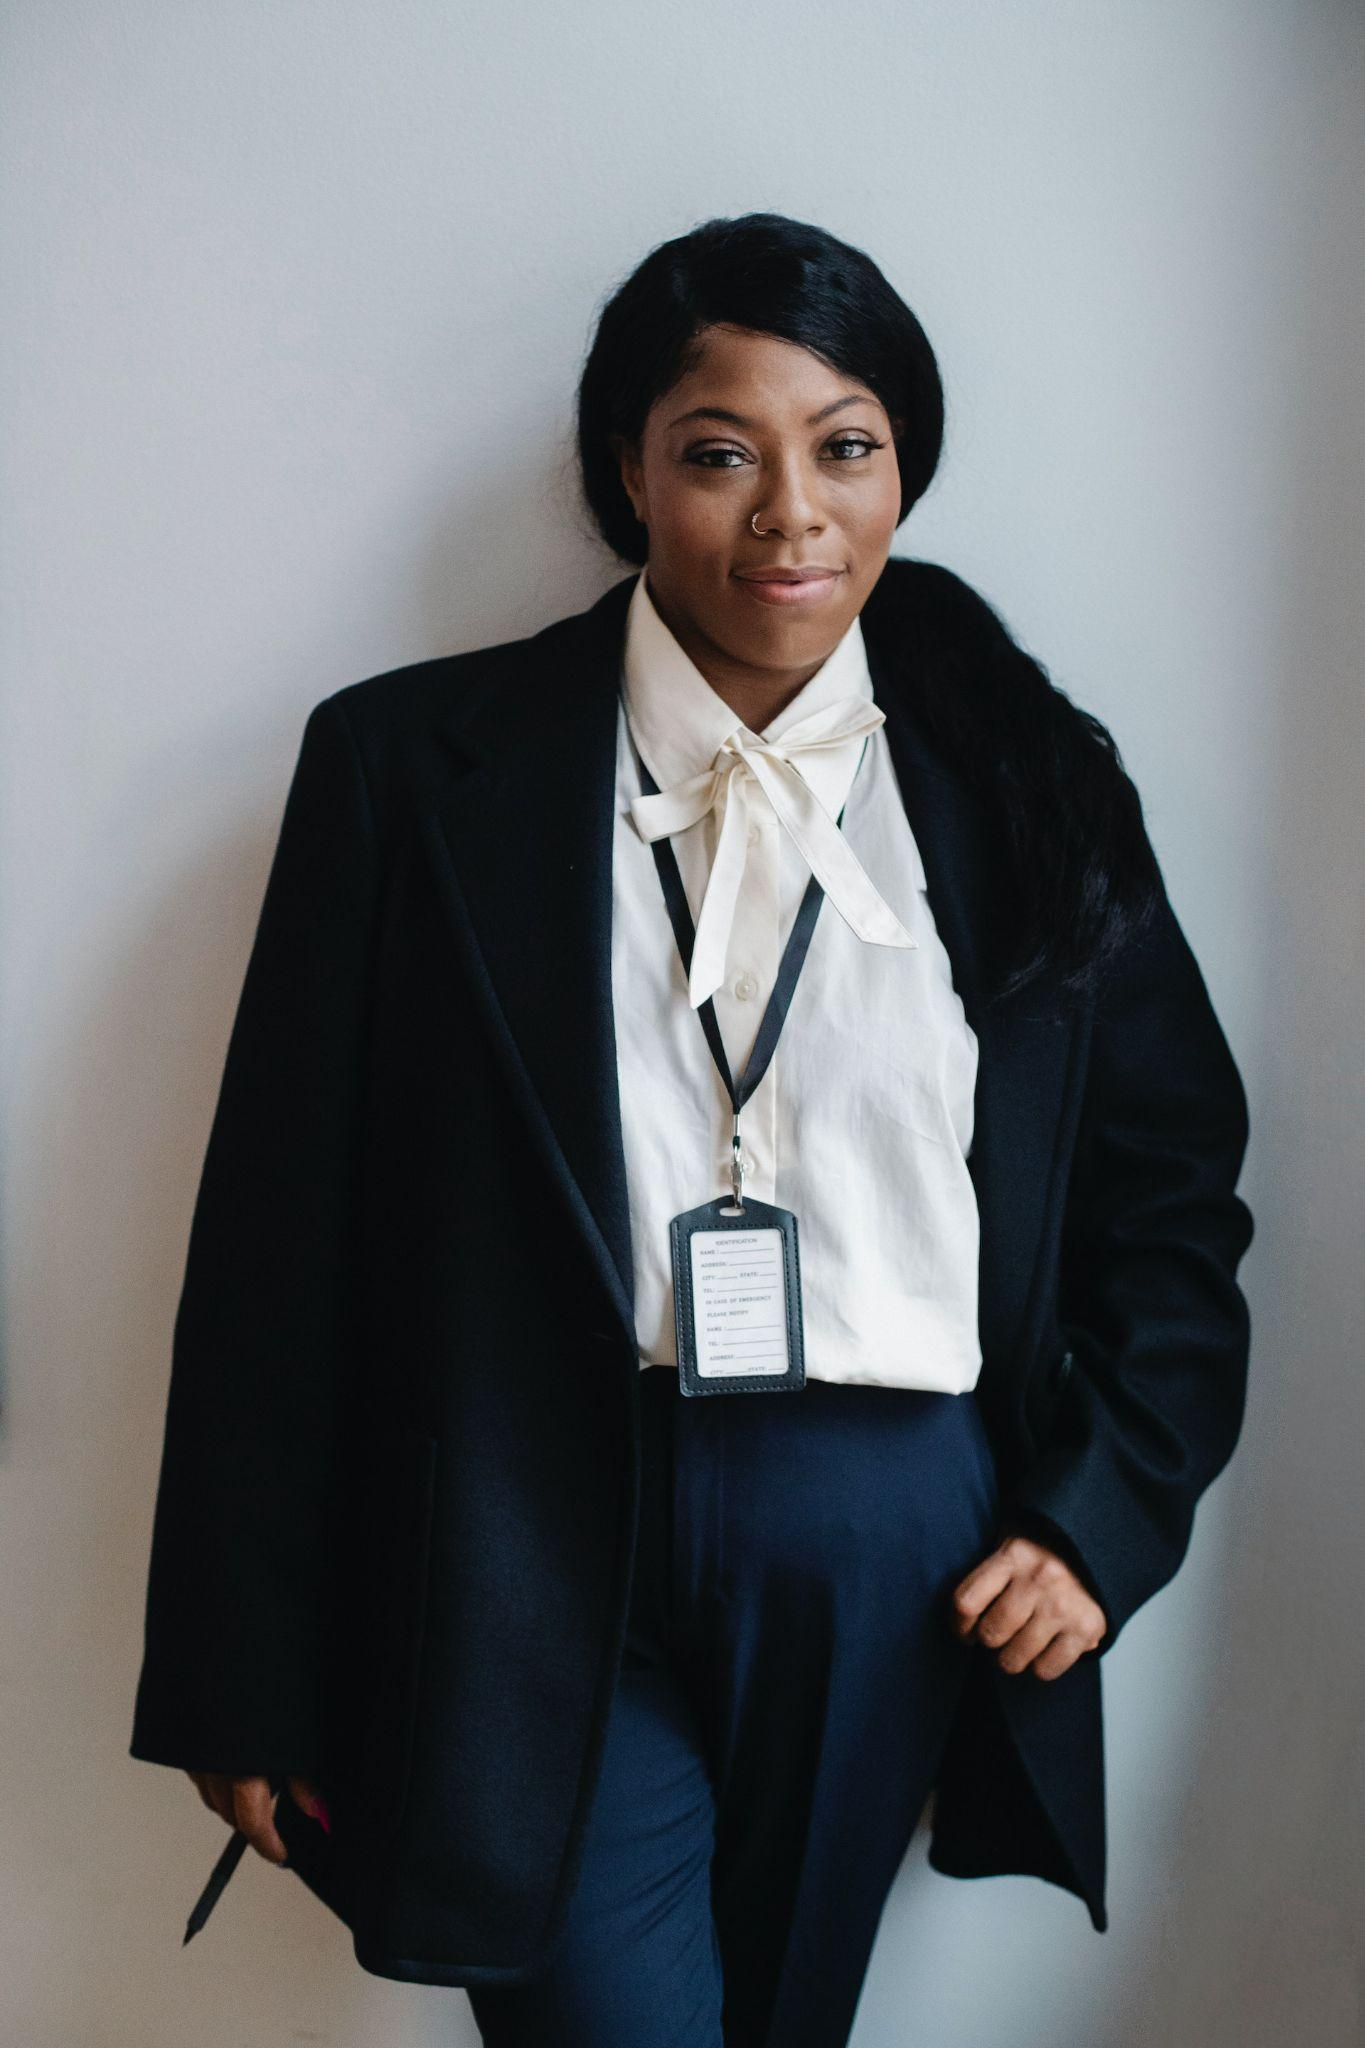 IDENTIFICATION
NAME:
ADDRESS:
CITY: STATE:
TEL:
IN CASE OF EMERGENCY
PLEASE NOTIFY
NAME:
TEL:
ADDRESS:
CITY: STATE: